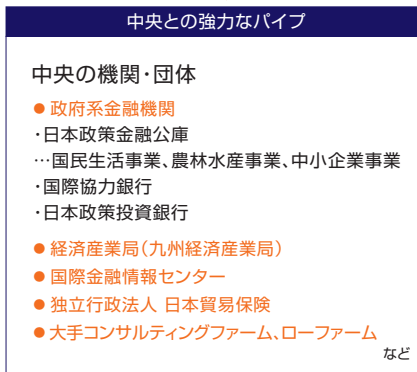 中央との強力なパイプ
中央の機関・団体
●政府系金融機関
・日本政策金融公庫
…国民生活事業、農林水産事業、中小企業事業
・国際協力銀行
・日本政策投資銀行
●経済産業局（九州経済産業局）
●国際金融情報センター
●独立行政法人 日本貿易保険
●大手コンサルティングファーム、ローファーム
など